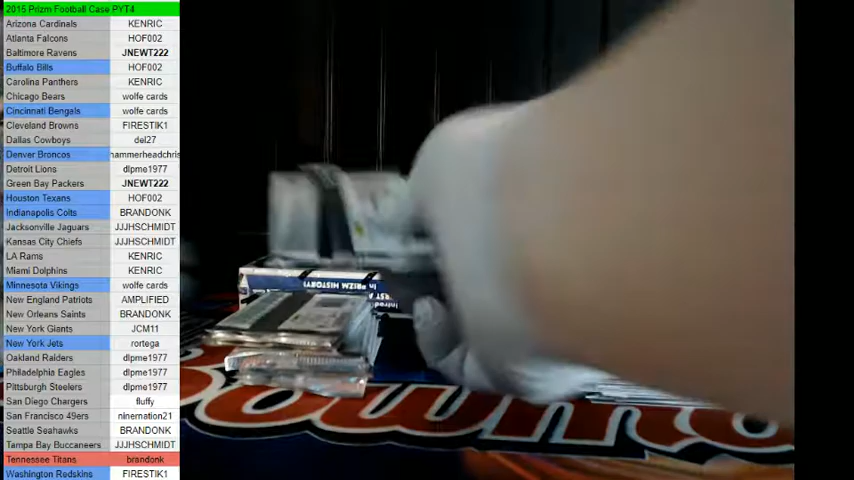 2015 Prizm Football Case PYT4
Arizona Cardinals KENRIC
Atlanta Falcons HOF002
Baltimore Ravens JNEWT222
Buffalo Bills HOF002
Carolina Panthers KENRIC
Chicago Bears wolfe cards
Cincinnati Bengals wolfe cards
Cleveland Browns FIRESTIK1
Dallas Cowboys del27
Denver Broncos hammerheadchris
Detroit Lions dlpme1977
Green Bay Packers JNEWT222
Houston Texans HOF002
Indianapolis Colts BRANDONK
Jacksonville Jaguars JJJHSCHMIDT
Kansas City Chiefs JJJHSCHMIDT
LA Rams KENRIC
Miami Dolphins KENRIC
Minnesota Vikings wolfe cards
New England Patriots AMPLIFIED
New Orleans Saints BRANDONK
New York Giants JCM11
New York Jets rortega
Oakland Raiders dlpme1977
Philadelphia Eagles dlpme1977
Pittsburgh Steelers dlpme1977
San Diego Chargers fluffy
San Francisco 49ers ninernation21
Seattle Seahawks BRANDONK
Tampa Bay Buccaneers JJJHSCHMIDT
Tennessee Titans brandonk
Washington Redskins FIRESTIK1
In PRIZM HISTORY!